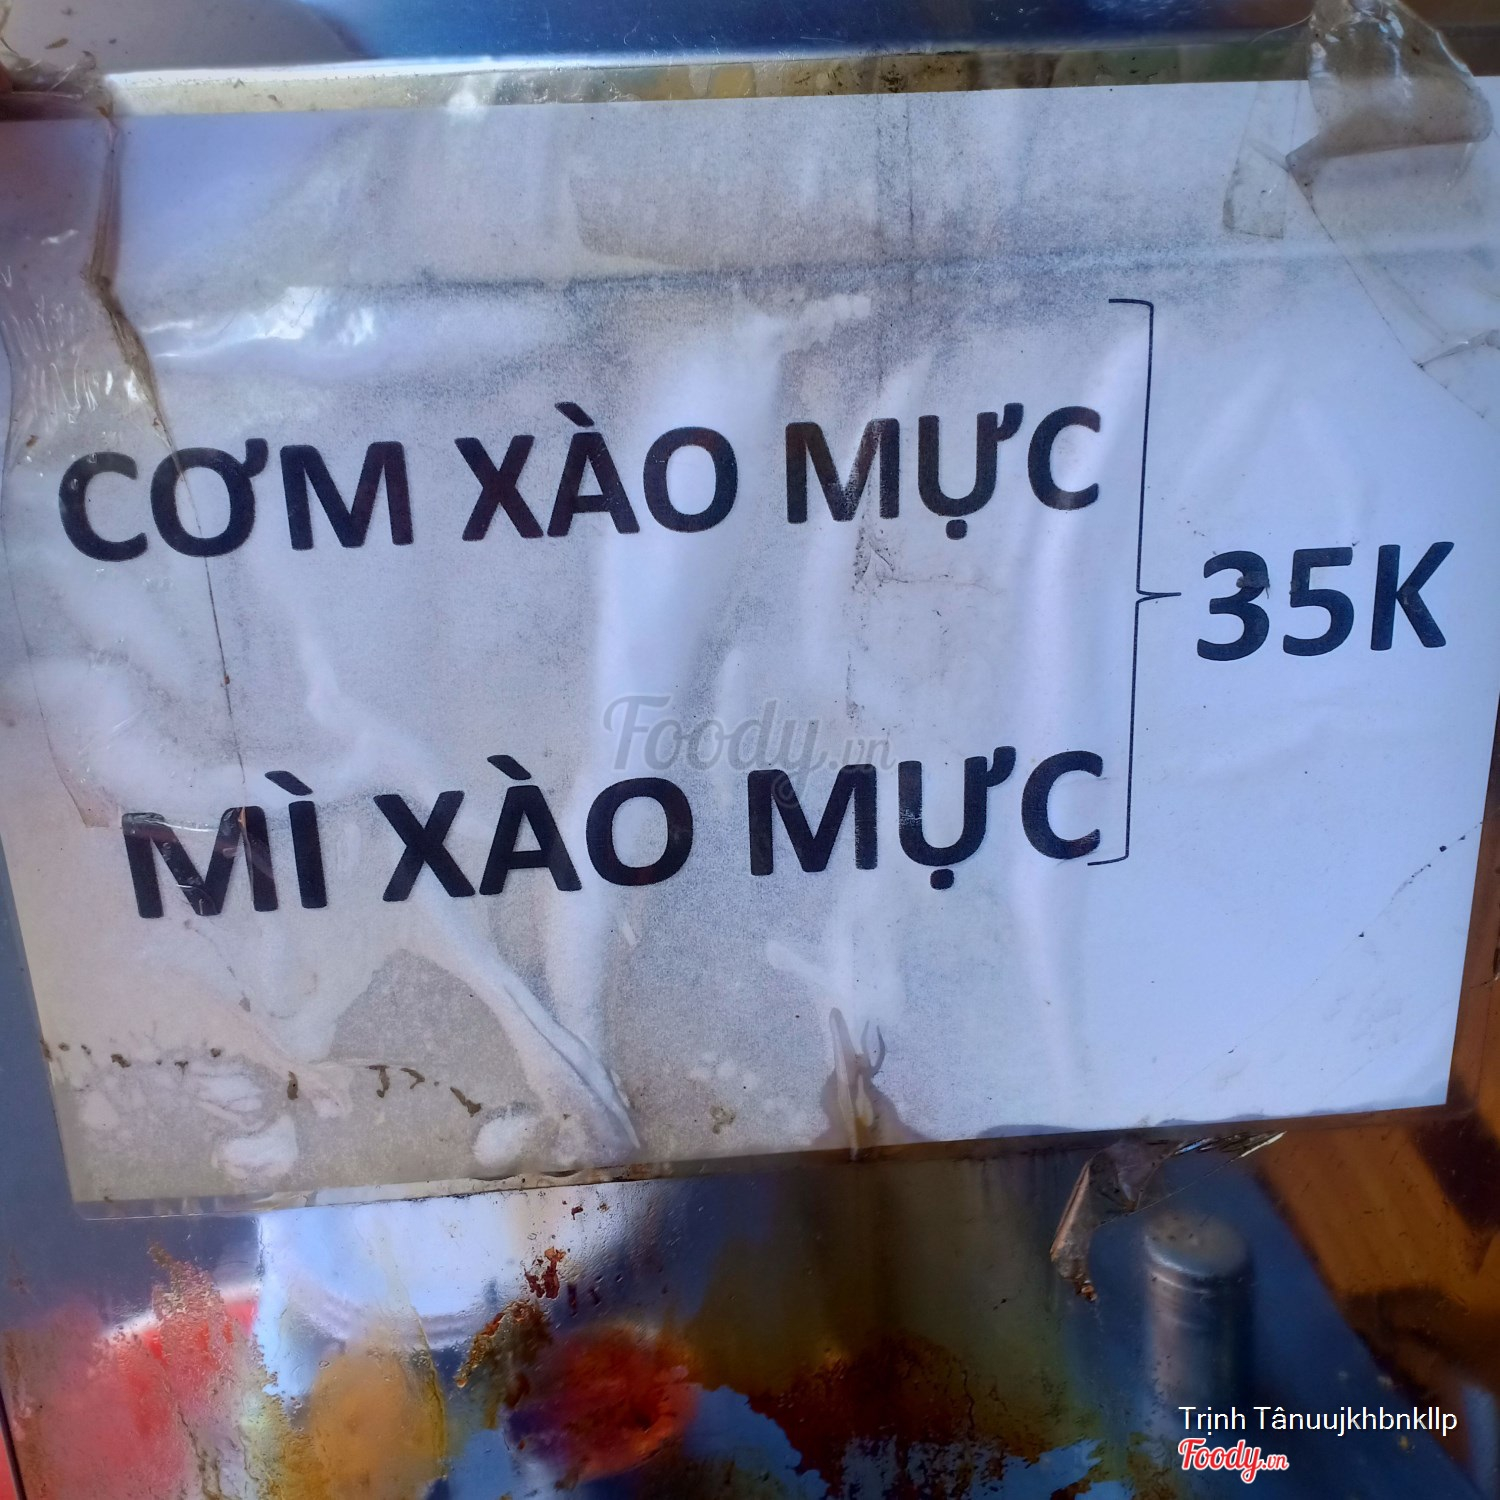 CƠM XÀO MỰC
35K
MÌ XÀO MỰC
Foody.vn
Trịnh Tânuujkhbnkllp
Foody.vn